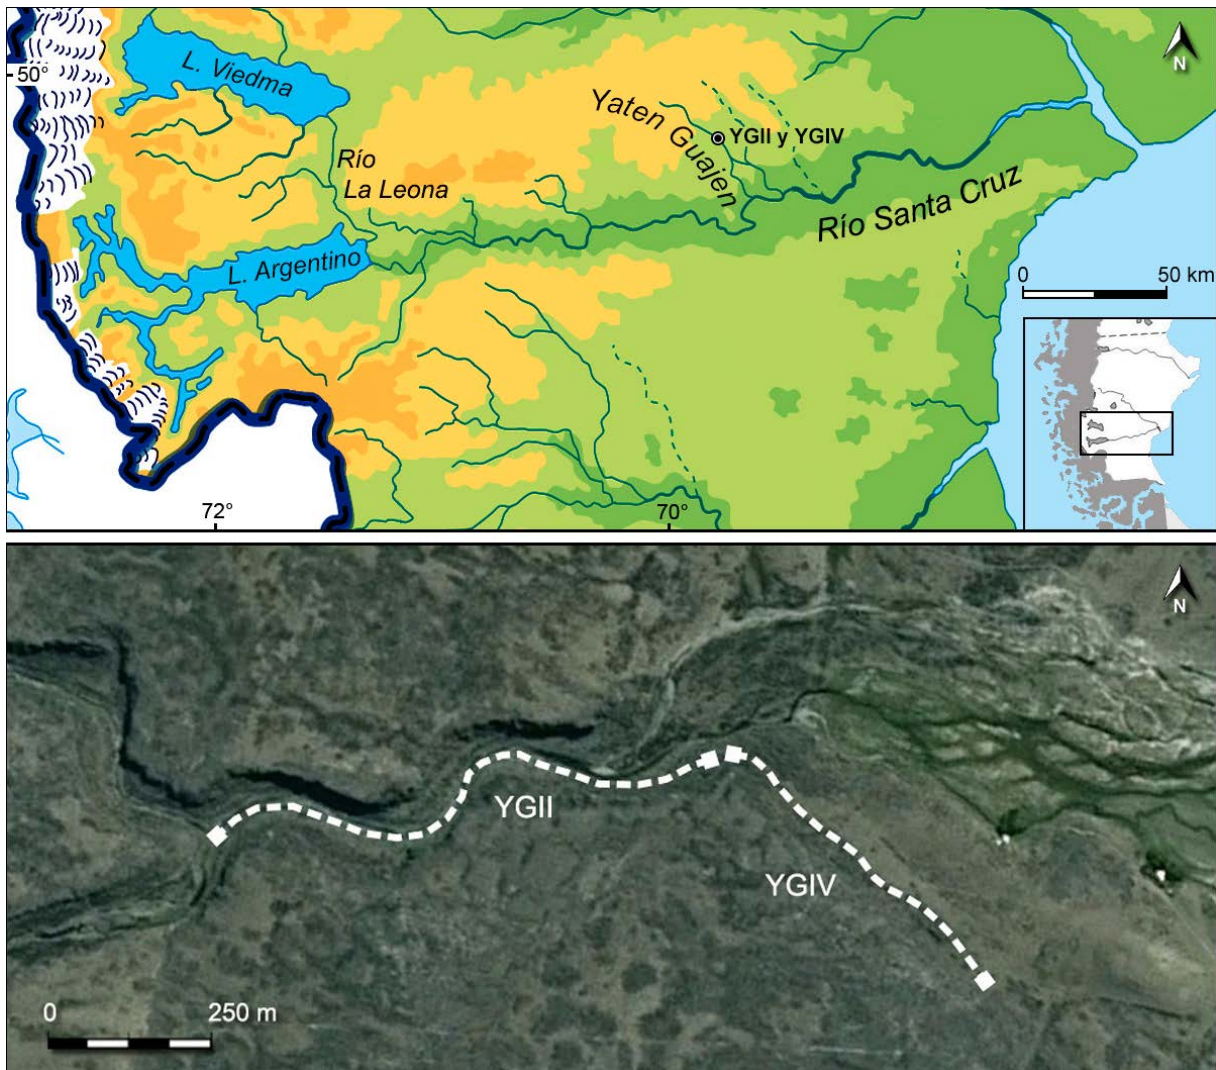 N
50°
L. Viedma
Yaten Guajen
YGII y YGIV
Río
La Leona
Río Santa Cruz
L. Argentino
0 50 km
72°
70°
N
YGII
YGIV
0 250 m